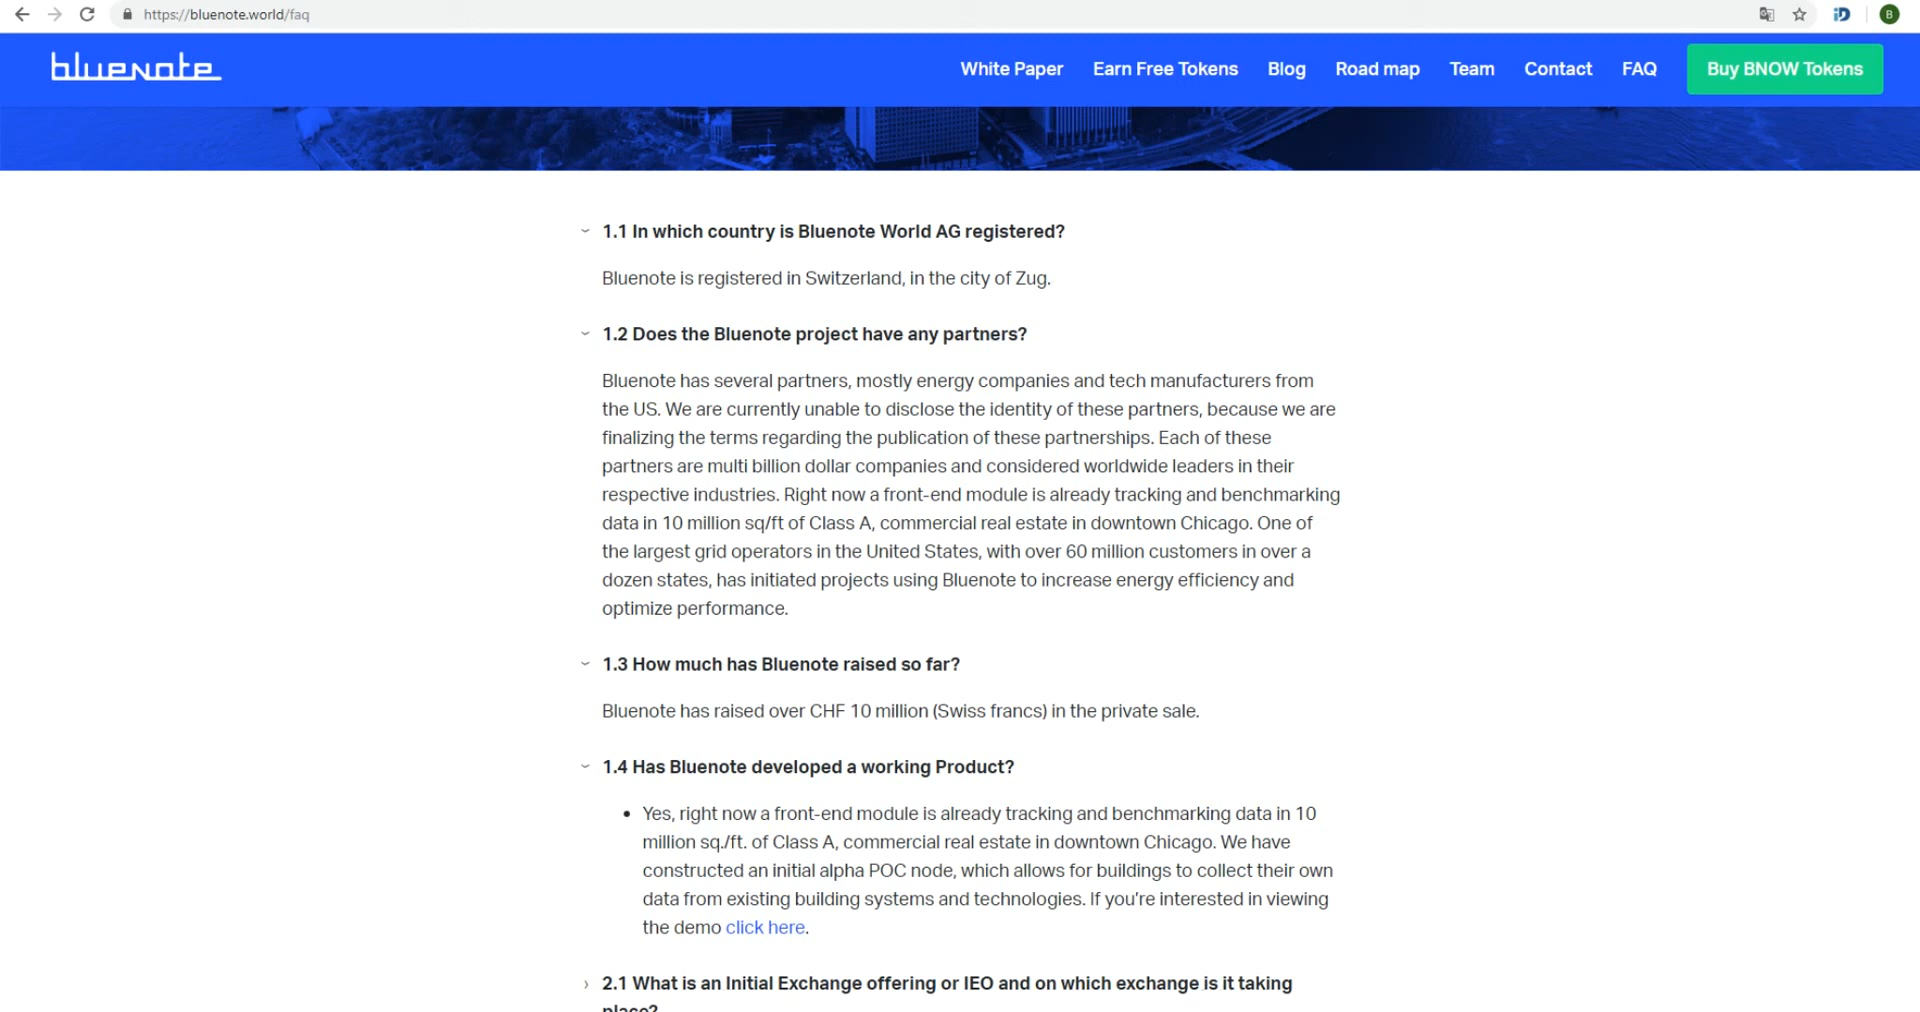 https://bluenote.world/faq
B
bluenote
White Paper
Earn Free Tokens
Blog
Road map
Team
Contact
FAQ
Buy BNOW Tokens
1.1 In which country is Bluenote World AG registered?
Bluenote is registered in Switzerland, in the city of Zug.
1.2 Does the Bluenote project have any partners?
Bluenote has several partners, mostly energy companies and tech manufacturers from
the US. We are currently unable to disclose the identity of these partners, because we are
finalizing the terms regarding the publication of these partnerships. Each of these
partners are multi billion dollar companies and considered worldwide leaders in their
respective industries. Right now a front-end module is already tracking and benchmarking
data in 10 million sq/ft of Class A, commercial real estate in downtown Chicago. One of
the largest grid operators in the United States, with over 60 million customers in over a
dozen states, has initiated projects using Bluenote to increase energy efficiency and
optimize performance.
1.3 How much has Bluenote raised so far?
Bluenote has raised over CHF 10 million (Swiss francs) in the private sale.
1.4 Has Bluenote developed a working Product?
• Yes, right now a front-end module is already tracking and benchmarking data in 10
million sq./ft. of Class A, commercial real estate in downtown Chicago. We have
constructed an initial alpha POC node, which allows for buildings to collect their own
data from existing building systems and technologies. If you're interested in viewing
the demo click here.
2.1 What is an Initial Exchange offering or IEO and on which exchange is it taking
place?